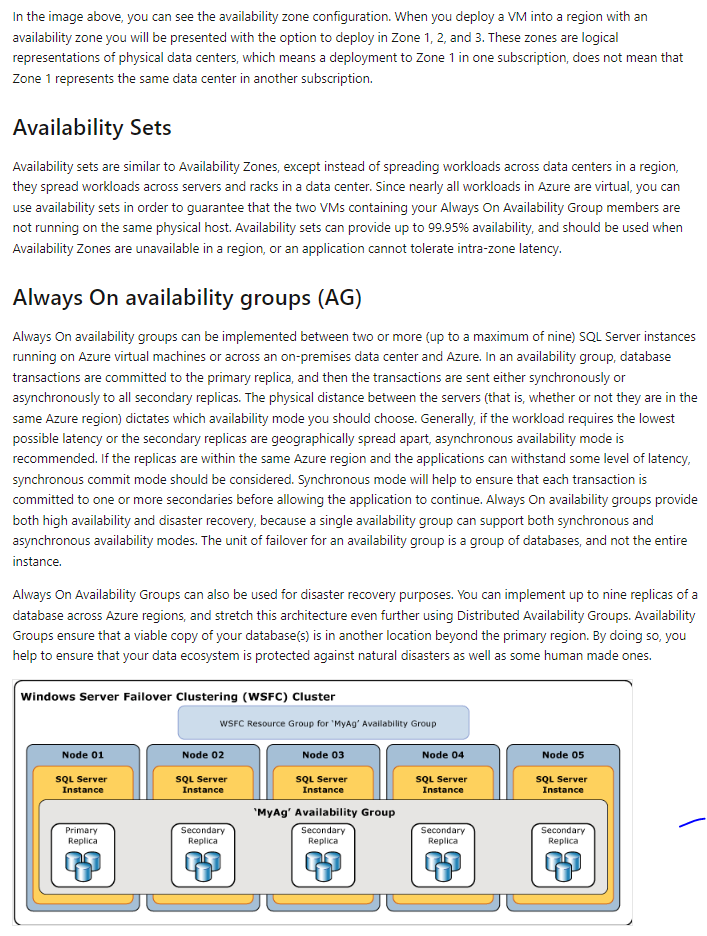 In the image above, you can see the availability zone configuration. When you deploy a VM into a region with an
availability zone you will be presented with the option to deploy in Zone 1, 2, and 3. These zones are logical
representations of physical data centers, which means a deployment to Zone 1 in one subscription, does not mean that
Zone 1 represents the same data center in another subscription.
Availability Sets
Availability sets are similar to Availability Zones, except instead of spreading workloads across data centers in a region,
they spread workloads across servers and racks in a data center. Since nearly all workloads in Azure are virtual, you can
use availability sets in order to guarantee that the two VMs containing your Always On Availability Group members are
not running on the same physical host. Availability sets can provide up to 99.95% availability, and should be used when
Availability Zones are unavailable in a region, or an application cannot tolerate intra-zone latency.
Always On availability groups (AG)
Always On availability groups can be implemented between two or more (up to a maximum of nine) SQL Server instances
running on Azure virtual machines or across an on-premises data center and Azure. In an availability group, database
transactions are committed to the primary replica, and then the transactions are sent either synchronously or
asynchronously to all secondary replicas. The physical distance between the servers (that is, whether or not they are in the
same Azure region) dictates which availability mode you should choose. Generally, if the workload requires the lowest
possible latency or the secondary replicas are geographically spread apart, asynchronous availability mode is
recommended. If the replicas are within the same Azure region and the applications can withstand some level of latency,
synchronous commit mode should be considered. Synchronous mode will help to ensure that each transaction is
committed to one or more secondaries before allowing the application to continue. Always On availability groups provide
both high availability and disaster recovery, because a single availability group can support both synchronous and
asynchronous availability modes. The unit of failover for an availability group is a group of databases, and not the entire
instance.
Always On Availability Groups can also be used for disaster recovery purposes. You can implement up to nine replicas of a
database across Azure regions, and stretch this architecture even further using Distributed Availability Groups. Availability
Groups ensure that a viable copy of your database(s) is in another location beyond the primary region. By doing so, you
help to ensure that your data ecosystem is protected against natural disasters as well as some human made ones.
Windows Server Failover Clustering (WSFC) Cluster
WSFC Resource Group for 'MyAg' Availability Group
Node 01 Node 02 Node 03 Node 04 Node 05
SQL Server SQL Server SQL Server SQL Server SQL Server
Instance Instance Instance Instance Instance
'MyAg' Availability Group
Primary Secondary Secondary Secondary Secondary
Replica Replica Replica Replica Replica